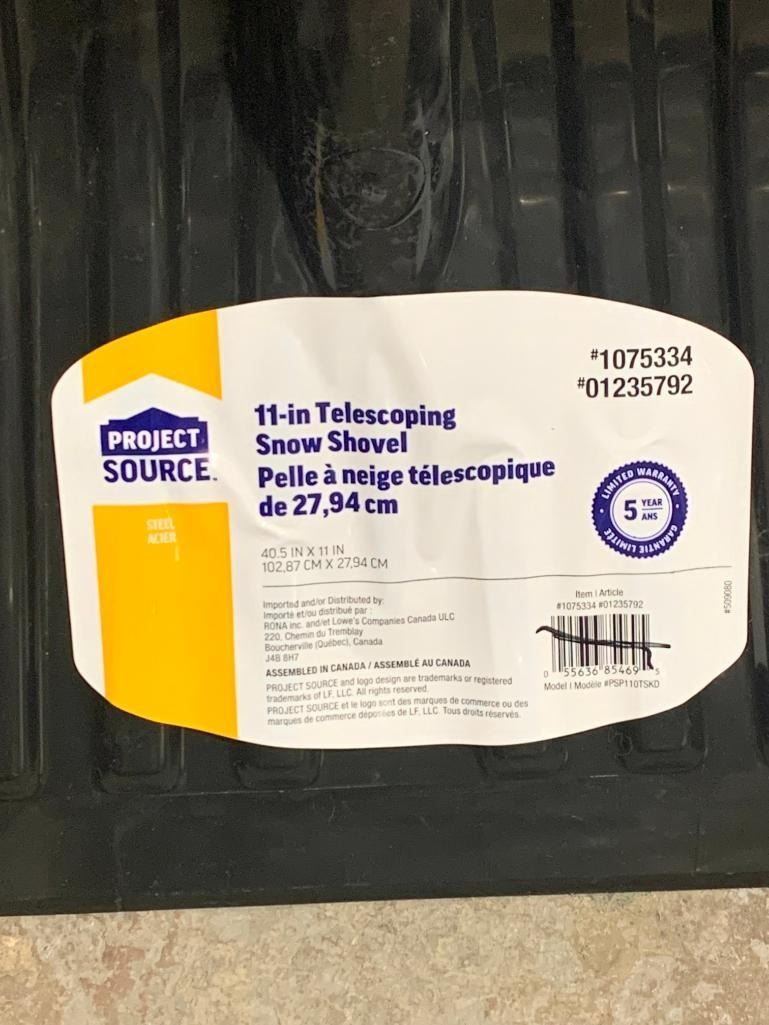 #1075334
#01235792
PROJECT
SOURCE.
STEEL
ACIER
11-in Telescoping
Snow Shovel
Pelle à neige télescopique
de 27,94 cm
40.5 IN X 11 IN
102,87 CM X 27,94 CM
LIMITED WARRANTY
5 YEAR
ANS
GARANTIE LIMITÉE
Imported and/or Distributed by:
Importé et/ou distribué par :
RONA inc. and/et Lowe's Companies Canada ULC
220, Chemin du Tremblay
Boucherville (Québec), Canada
J4B 8H7
ASSEMBLED IN CANADA / ASSEMBLÉ AU CANADA
PROJECT SOURCE and logo design are trademarks or registered
trademarks of LF, LLC. All rights reserved.
PROJECT SOURCE et le logo sont des marques de commerce ou des
marques de commerce déposées de LF, LLC. Tous droits réservés.
Item | Article
#1075334 #01235792
0 55636 85469 5
Model | Modèle #PSP110TSKD
#509080